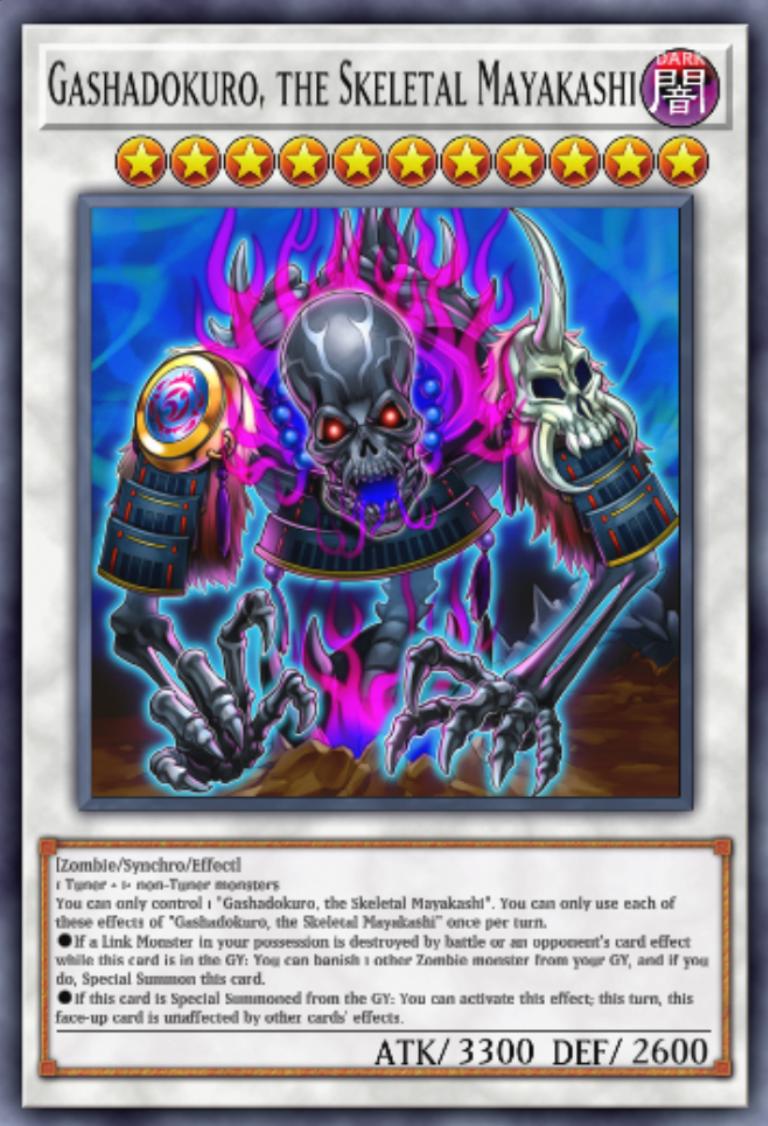 GASHADOKURO, THE SKELETAL MAYAKASHI
DARK
闇
[Zombie/Synchro/Effect]
1 Tuner + 1+ non-Tuner monsters
You can only control 1 "Gashadokuro, the Skeletal Mayakashi". You can only use each of
these effects of "Gashadokuro, the Skeletal Mayakashi" once per turn.
●If a Link Monster in your possession is destroyed by battle or an opponent's card effect
while this card is in the GY: You can banish 1 other Zombie monster from your GY, and if you
do, Special Summon this card.
●If this card is Special Summoned from the GY: You can activate this effect; this turn, this
face-up card is unaffected by other cards' effects.
ATK/ 3300 DEF/ 2600